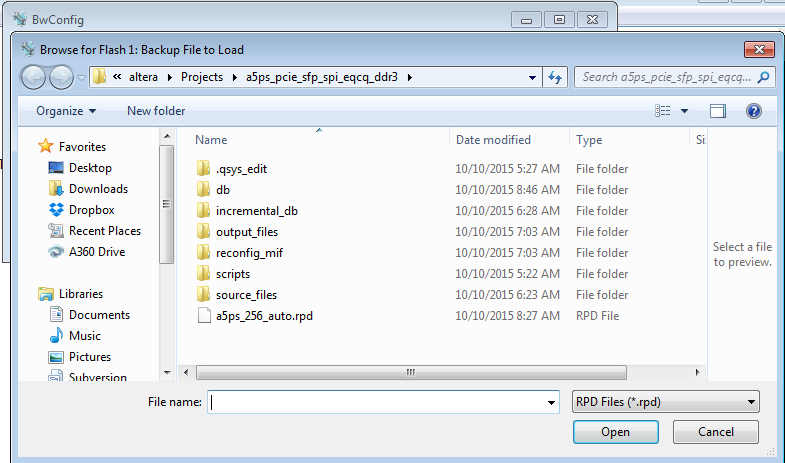 BwConfig
Browse for Flash 1: Backup File to Load
« altera ▸ Projects ▸ a5ps_pcie_sfp_spi_eqcq_ddr3 ▸
Search a5ps_pcie_sfp_spi_eqcq...
Organize New folder
Name Date modified Type
Favorites
Desktop
Downloads
Dropbox
Recent Places
A360 Drive
Libraries
Documents
Music
Pictures
Subversion
.qsys_edit 10/10/2015 5:27 AM File folder
db 10/10/2015 8:46 AM File folder
incremental_db 10/10/2015 6:28 AM File folder
output_files 10/10/2015 7:03 AM File folder
reconfig_mif 10/10/2015 7:03 AM File folder
scripts 10/10/2015 5:22 AM File folder
source_files 10/10/2015 6:23 AM File folder
a5ps_256_auto.rpd 10/10/2015 8:27 AM RPD File
Select a file
to preview.
File name:
RPD Files (*.rpd)
Open Cancel